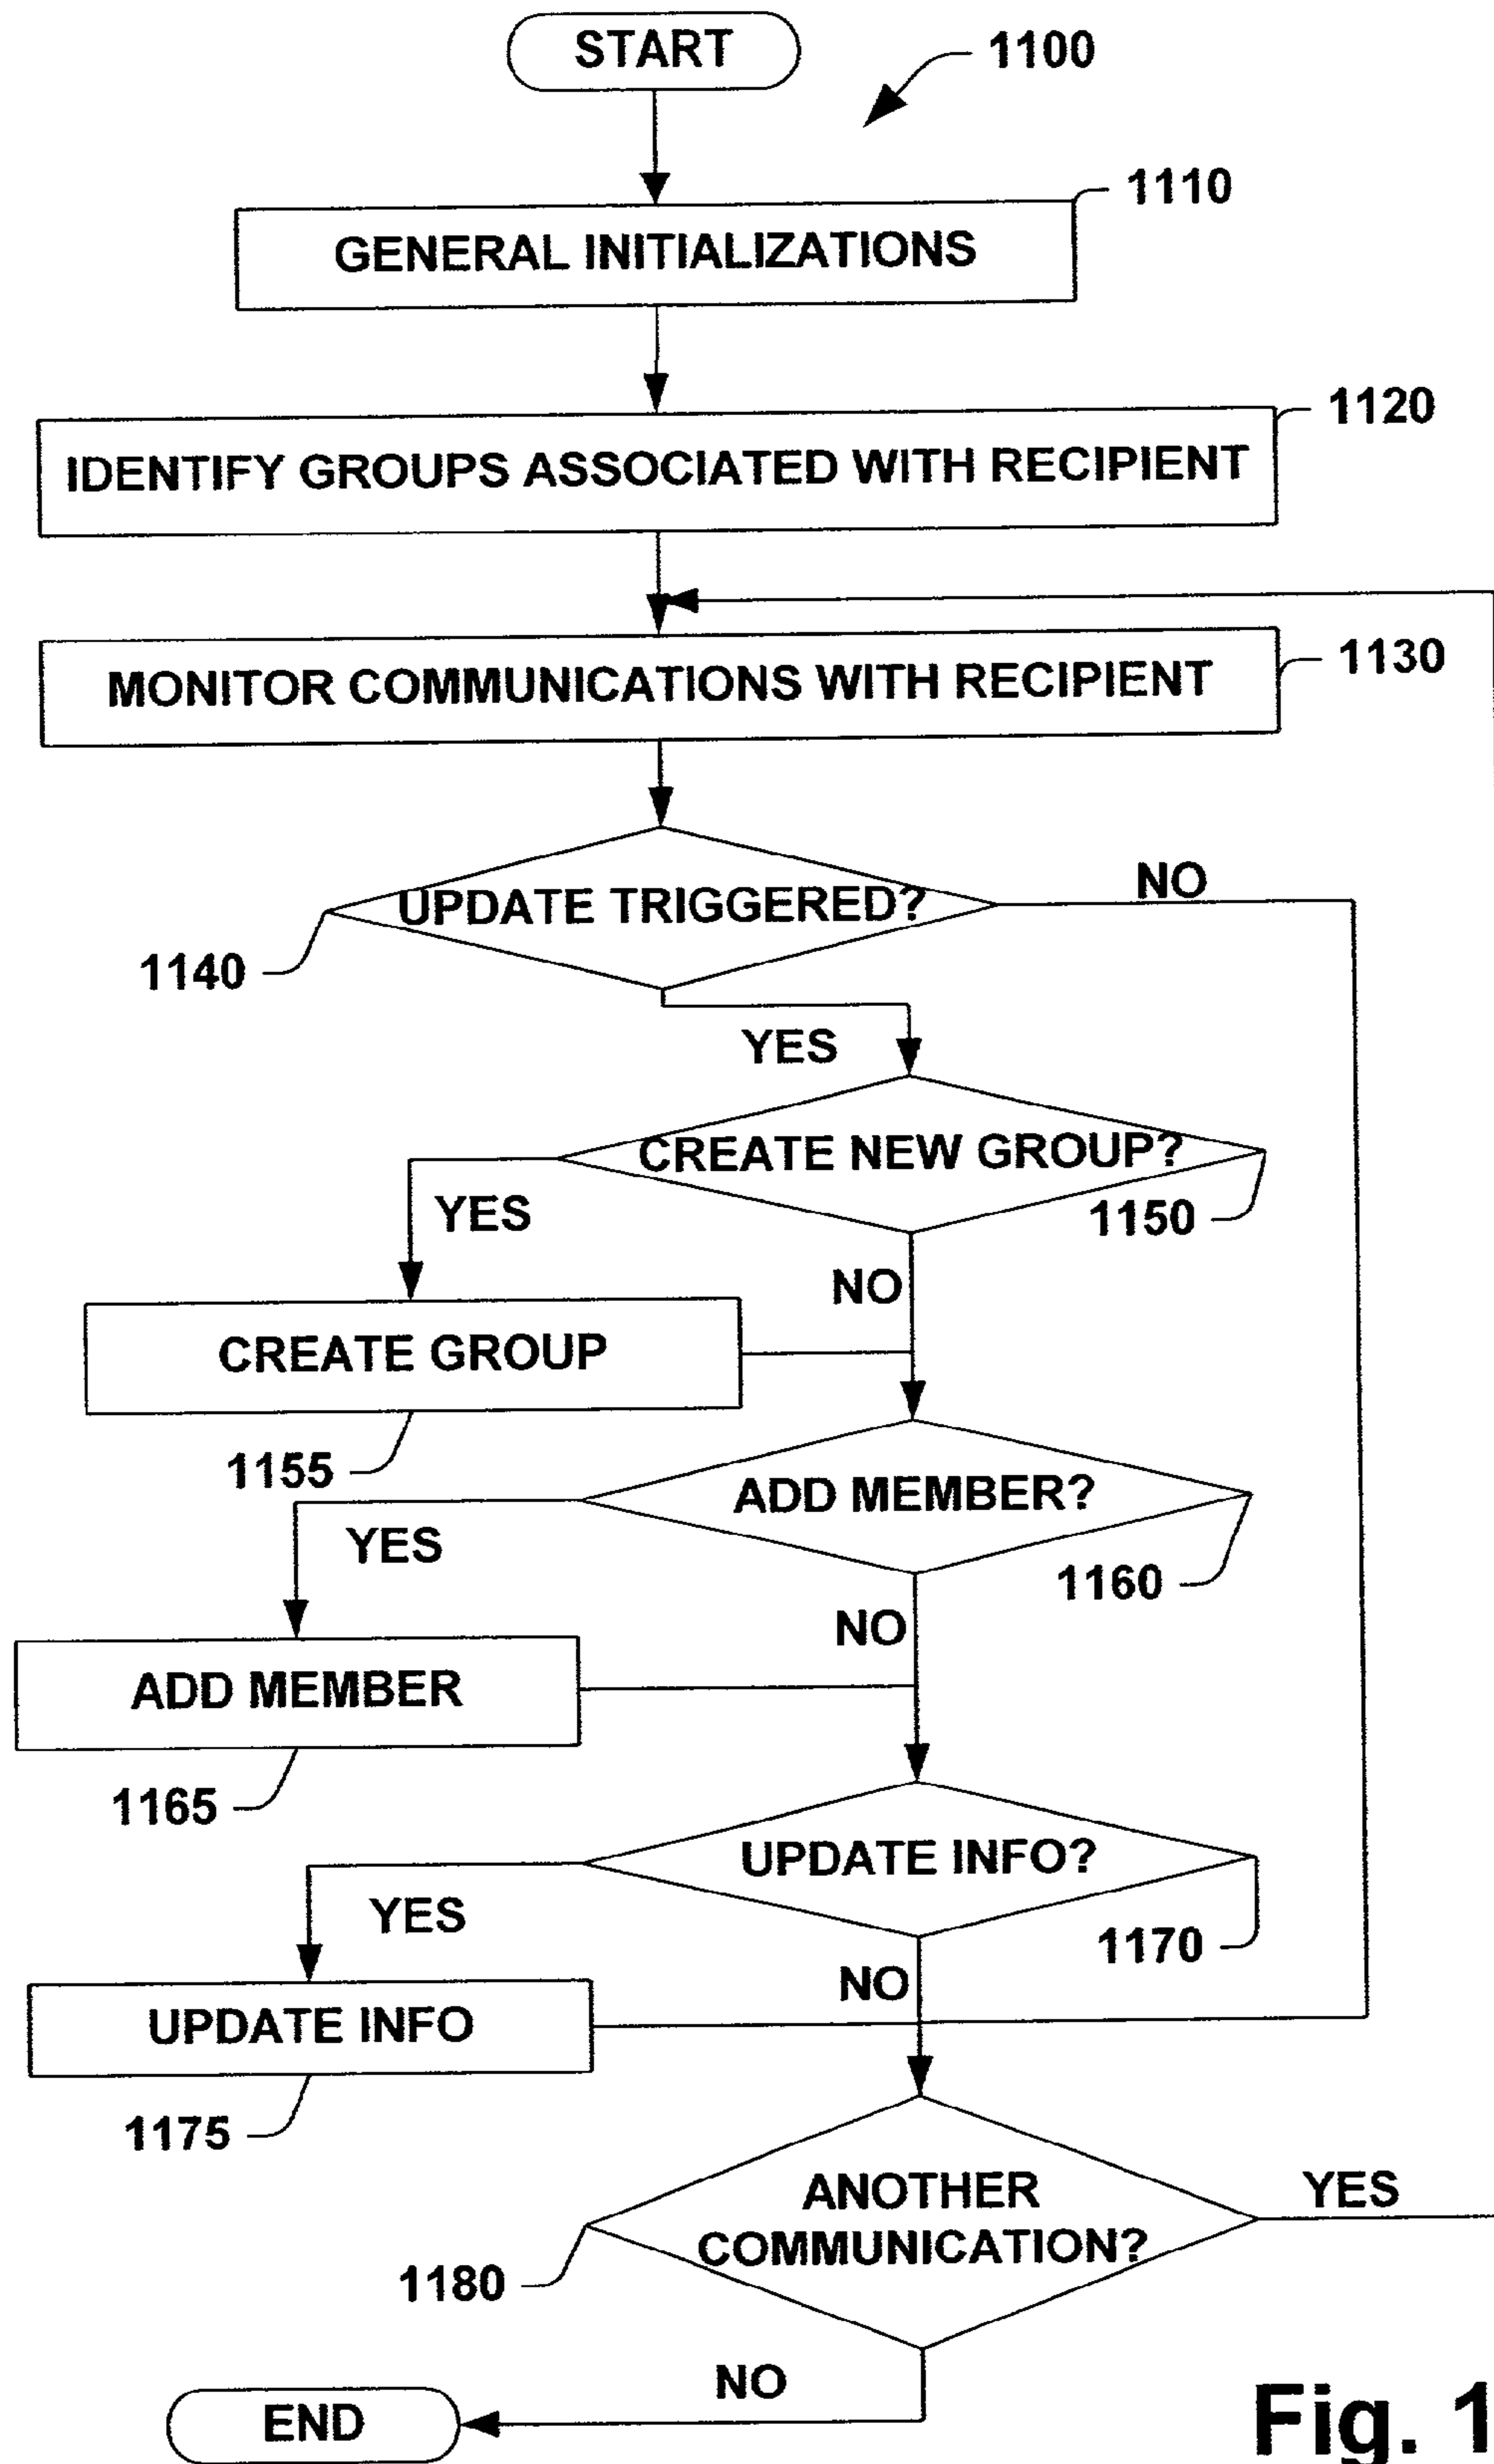 START
1100
1110
GENERAL INITIALIZATIONS
1120
IDENTIFY GROUPS ASSOCIATED WITH RECIPIENT
1130
MONITOR COMMUNICATIONS WITH RECIPIENT
UPDATE TRIGGERED?
NO
1140
YES
CREATE NEW GROUP?
1150
YES
NO
CREATE GROUP
1155
ADD MEMBER?
YES
1160
NO
ADD MEMBER
1165
UPDATE INFO?
YES
1170
NO
UPDATE INFO
1175
ANOTHER
COMMUNICATION?
YES
1180
NO
END
Fig. 1